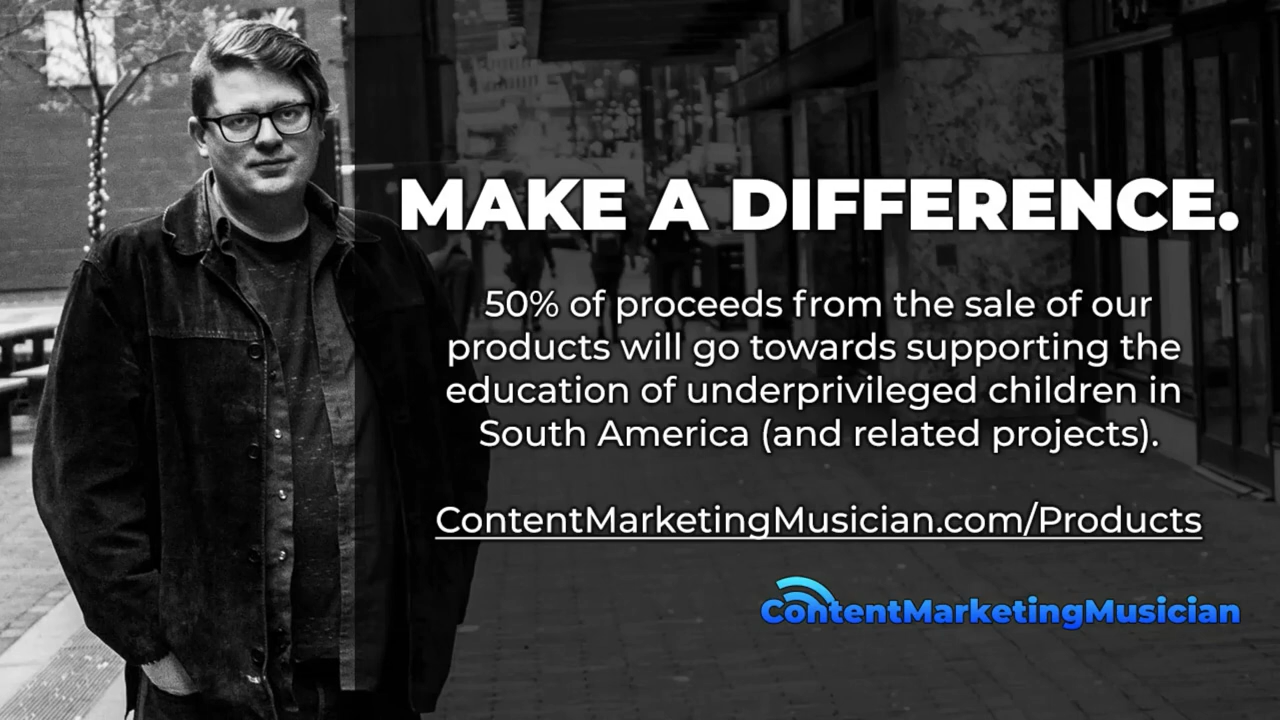 MAKE A DIFFERENCE.
50% of proceeds from the sale of our
products will go towards supporting the
education of underprivileged children in
South America (and related projects).
ContentMarketingMusician.com/Products
ContentMarketingMusician